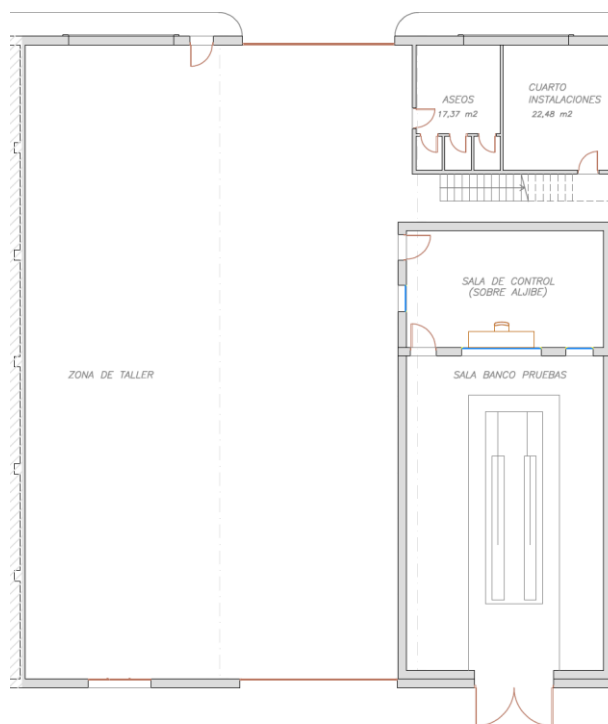 ASEOS
17,37 m2
CUARTO
INSTALACIONES
22,48 m2
SALA DE CONTROL
(SOBRE ALJIBE)
ZONA DE TALLER
SALA BANCO PRUEBAS